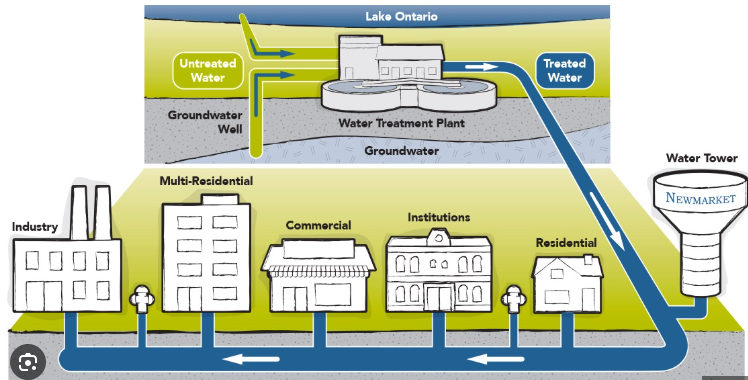 Lake Ontario
Untreated
Water
Treated
Water
Groundwater
Well
Water Treatment Plant
Groundwater
Water Tower
NEWMARKET
Multi-Residential
Industry
Commercial
Institutions
Residential